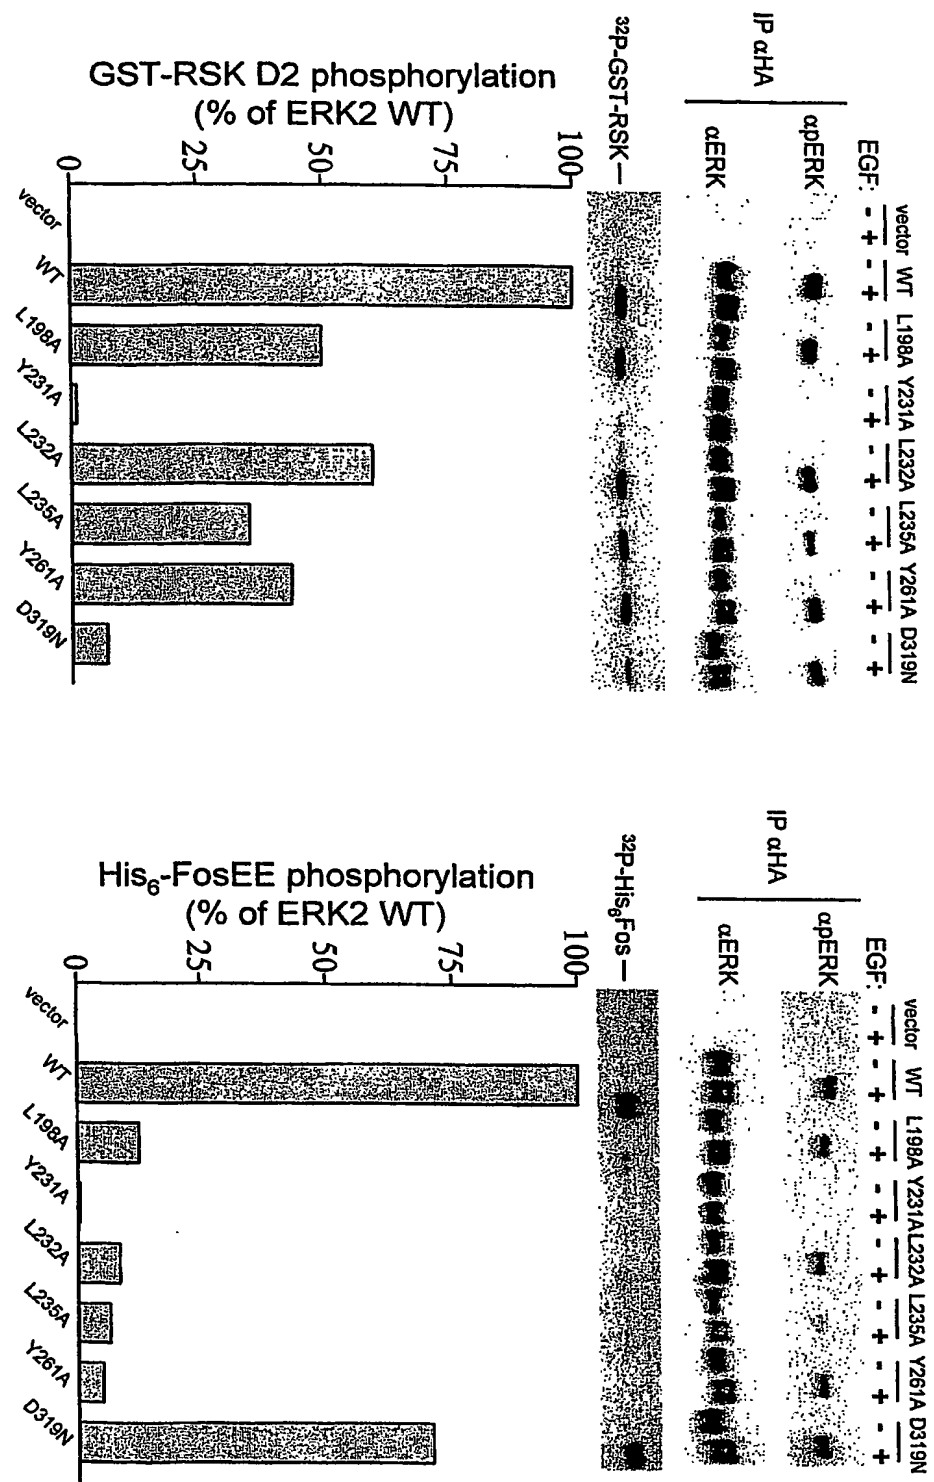 EGF:
vector WT L198A Y231A L232A L235A Y261A D319N
- + - + - + - + - + - + - + - +
IP αHA
αpERK
αERK
³²P-GST-RSK
GST-RSK D2 phosphorylation
(% of ERK2 WT)
100
75
50
25
0
vector WT L198A Y231A L232A L235A Y261A D319N
EGF:
vector WT L198A Y231A L232A L235A Y261A D319N
- + - + - + - + - + - + - + - +
IP αHA
αpERK
αERK
³²P-His₆Fos
His₆-FosEE phosphorylation
(% of ERK2 WT)
100
75
50
25
0
vector WT L198A Y231A L232A L235A Y261A D319N